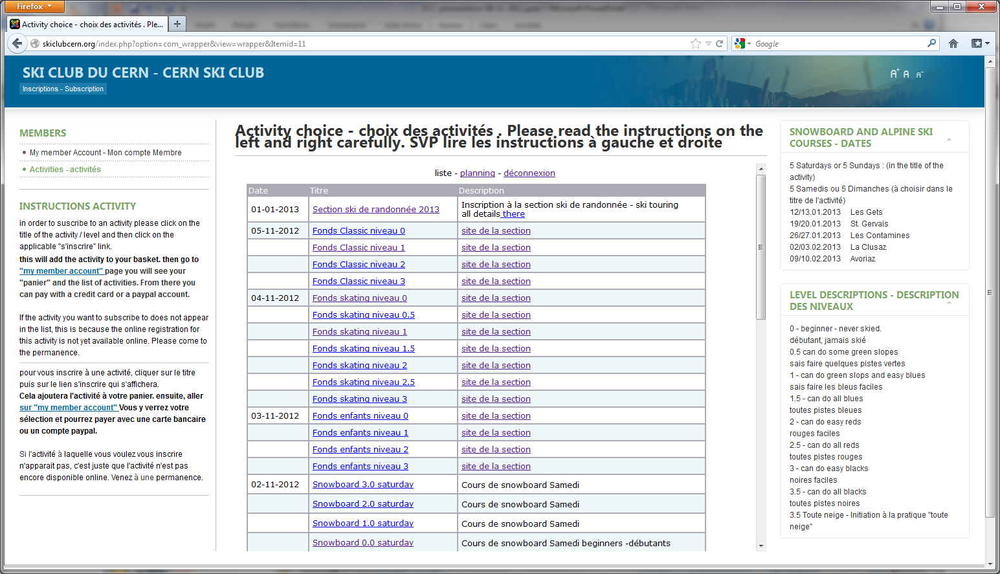 Firefox
Activity choice - choix des activités . Ple...
skiclubcern.org/index.php?option=com_wrapper&view=wrapper&Itemid=11
Google
SKI CLUB DU CERN - CERN SKI CLUB
Inscriptions - Subscription
A+ A A-
MEMBERS
My member Account - Mon compte Membre
Activities - activités
INSTRUCTIONS ACTIVITY
in order to suscribe to an activity please click on the
title of the activity / level and then click on the
applicable "s'inscrire" link.
this will add the activity to your basket. then go to
"my member account" page you will see your
"panier" and the list of activities. From there you
can pay with a credit card or a paypal account.
If the activity you want to subscribe to does not appear
in the list, this is because the online registration for
this activity is not yet available online. Please come to
the permanence.
pour vous inscrire à une activité, cliquer sur le titre
puis sur le lien s'inscrire qui s'affichera.
Cela ajoutera l'activité à votre panier. ensuite, aller
sur "my member account" Vous y verrez votre
sélection et pourrez payer avec une carte bancaire
ou un compte paypal.
Si l'activité à laquelle vous voulez vous inscrire
n'apparait pas, c'est juste que l'activité n'est pas
encore disponible online. Venez à une permanence.
Activity choice - choix des activités . Please read the instructions on the
left and right carefully. SVP lire les instructions à gauche et droite
liste - planning - déconnexion
Date Titre Description
01-01-2013 Section ski de randonnée 2013 Inscription à la section ski de randonnée - ski touring
all details there
05-11-2012 Fonds Classic niveau 0 site de la section
Fonds Classic niveau 1 site de la section
Fonds Classic niveau 2 site de la section
Fonds Classic niveau 3 site de la section
04-11-2012 Fonds skating niveau 0 site de la section
Fonds skating niveau 0.5 site de la section
Fonds skating niveau 1 site de la section
Fonds skating niveau 1.5 site de la section
Fonds skating niveau 2 site de la section
Fonds skating niveau 2.5 site de la section
Fonds skating niveau 3 site de la section
03-11-2012 Fonds enfants niveau 0 site de la section
Fonds enfants niveau 1 site de la section
Fonds enfants niveau 2 site de la section
Fonds enfants niveau 3 site de la section
02-11-2012 Snowboard 3.0 saturday Cours de snowboard Samedi
Snowboard 2.0 saturday Cours de snowboard Samedi
Snowboard 1.0 saturday Cours de snowboard Samedi
Snowboard 0.0 saturday Cours de snowboard Samedi beginners -débutants
SNOWBOARD AND ALPINE SKI
COURSES - DATES
5 Saturdays or 5 Sundays : (in the title of the
activity)
5 Samedis ou 5 Dimanches (à choisir dans le
titre de l'activité)
12/13.01.2013 Les Gets
19/20.01.2013 St. Gervais
26/27.01.2013 Les Contamines
02/03.02.2013 La Clusaz
09/10.02.2013 Avoriaz
LEVEL DESCRIPTIONS - DESCRIPTION
DES NIVEAUX
0 - beginner - never skied.
débutant, jamais skié
0.5 can do some green slopes
sais faire quelques pistes vertes
1 - can do green slops and easy blues
sais faire les bleus faciles
1.5 - can do all blues
toutes pistes bleues
2 - can do easy reds
rouges faciles
2.5 - can do all reds
toutes pistes rouges
3 - can do easy blacks
noires faciles
3.5 - can do all blacks
toutes pistes noires
3.5 Toute neige - Initiation à la pratique "toute
neige"